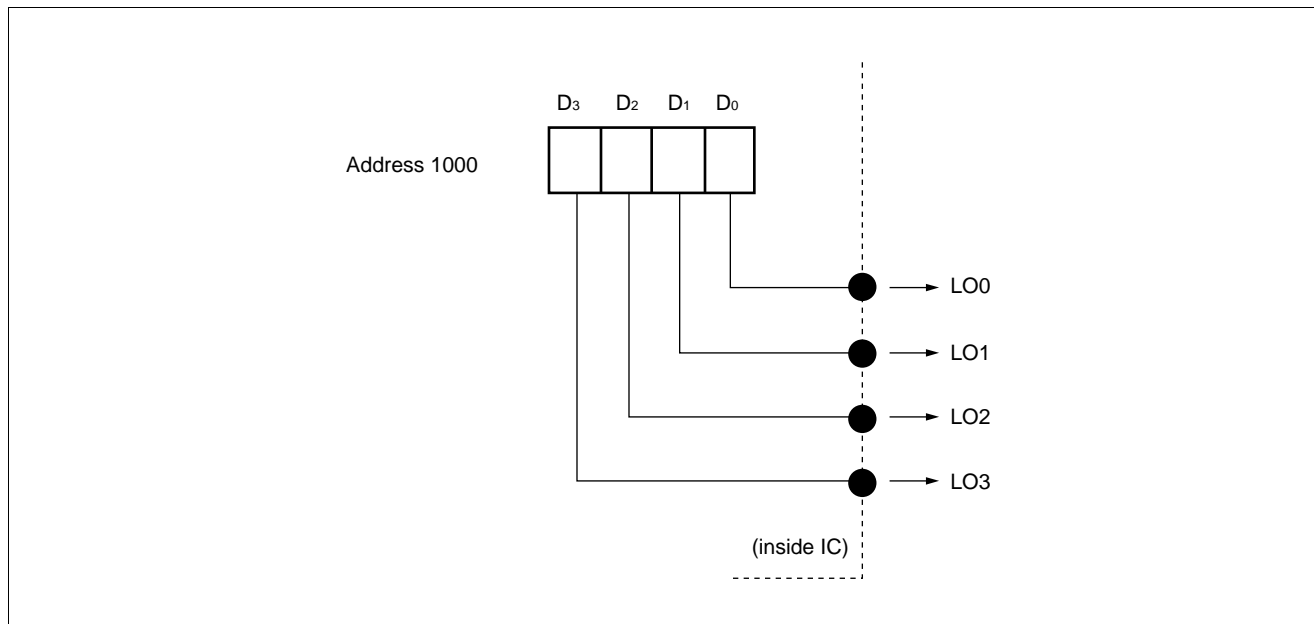 D3 D2 D1 D0
Address 1000
LO0
LO1
LO2
LO3
(inside IC)